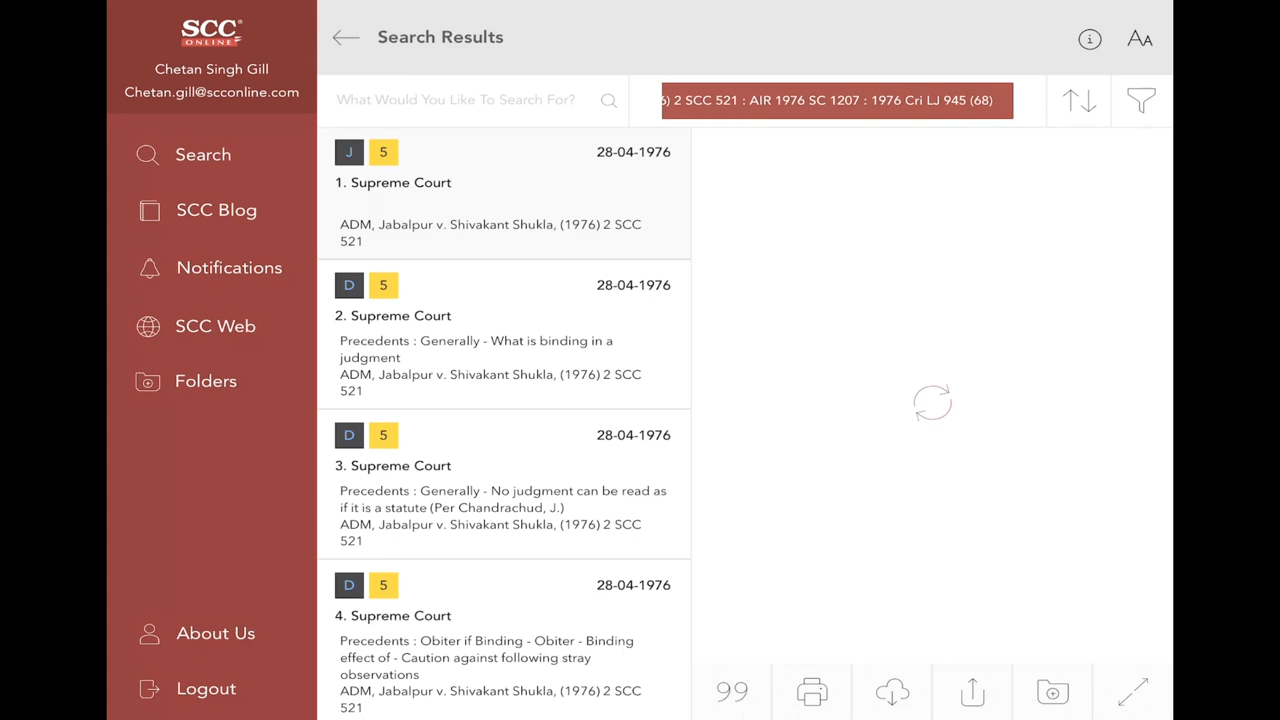 SCC®
ONLINE
Chetan Singh Gill
Chetan.gill@scconline.com
Search
SCC Blog
Notifications
SCC Web
Folders
About Us
Logout
Search Results
AA
What Would You Like To Search For?
6) 2 SCC 521 : AIR 1976 SC 1207 : 1976 Cri LJ 945 (68)
J 5 28-04-1976
1. Supreme Court
ADM, Jabalpur v. Shivakant Shukla, (1976) 2 SCC
521
D 5 28-04-1976
2. Supreme Court
Precedents : Generally - What is binding in a
judgment
ADM, Jabalpur v. Shivakant Shukla, (1976) 2 SCC
521
D 5 28-04-1976
3. Supreme Court
Precedents : Generally - No judgment can be read as
if it is a statute (Per Chandrachud, J.)
ADM, Jabalpur v. Shivakant Shukla, (1976) 2 SCC
521
D 5 28-04-1976
4. Supreme Court
Precedents : Obiter if Binding - Obiter - Binding
effect of - Caution against following stray
observations
ADM, Jabalpur v. Shivakant Shukla, (1976) 2 SCC
521
99